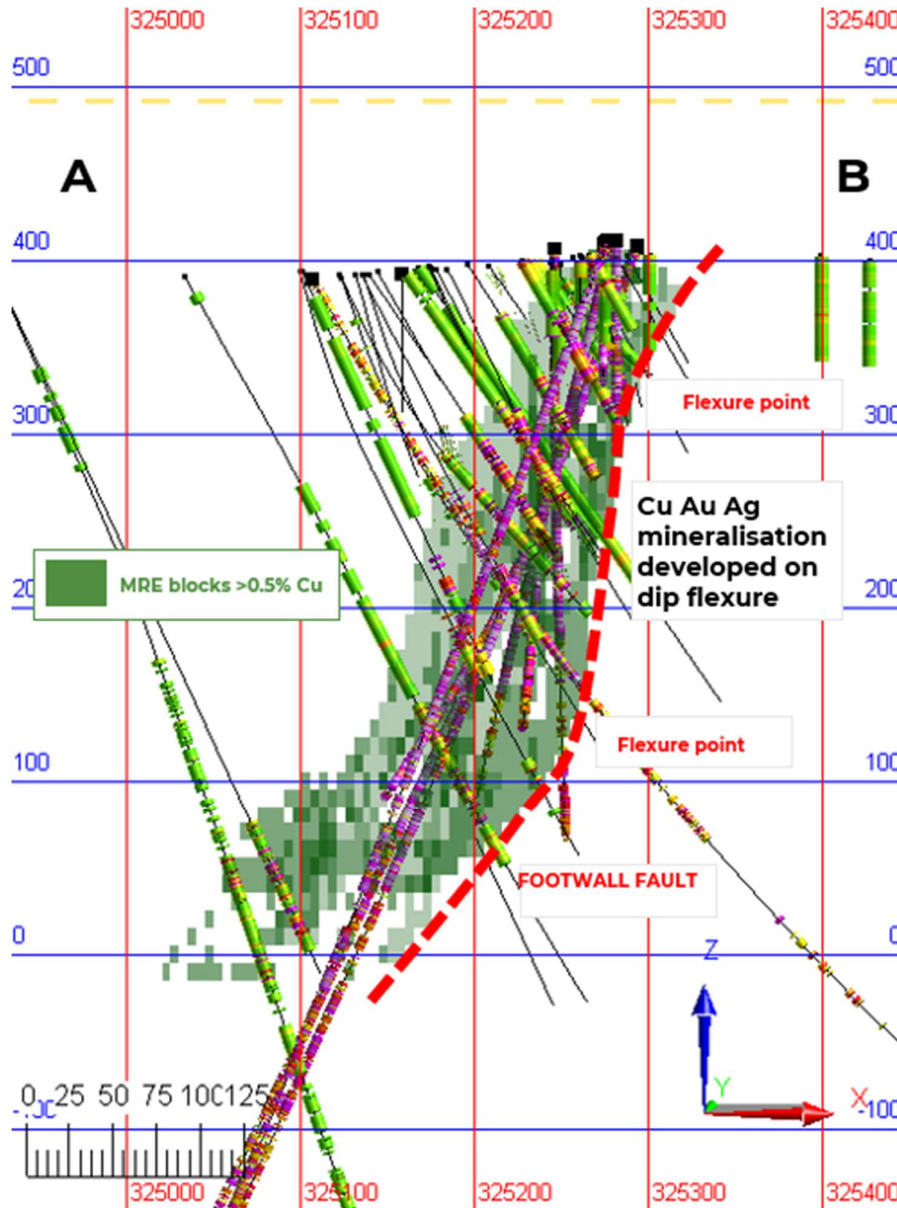 325000 325100 325200 325300 325400
500 500
A B
400 400
300 300
Flexure point
Cu Au Ag
mineralisation
developed on
dip flexure
MRE blocks >0.5% Cu
200
Flexure point
100 100
FOOTWALL FAULT
0 0
Z
Y
X
0 25 50 75 100 125
-100 -100
325000 325100 325200 325300 325400